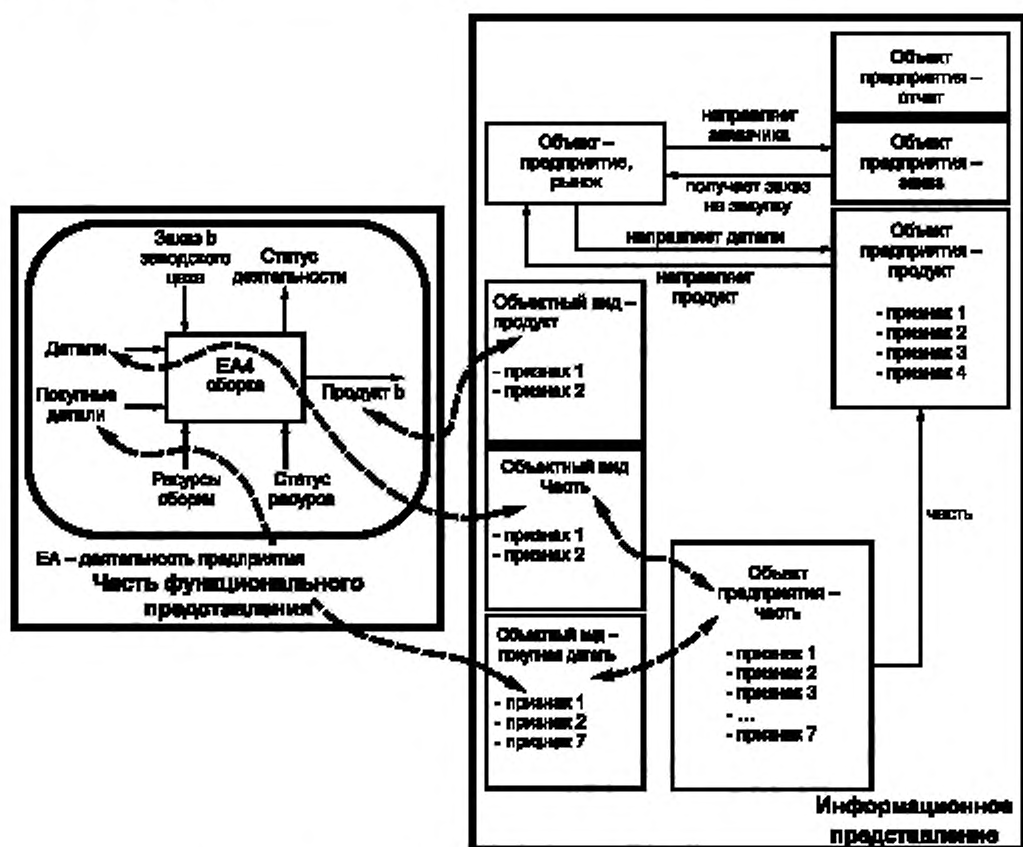 Заказ b
заводского
цеха
Статус
деятельности
Детали
ЕА4
оборка
Покупные
детали
Продукт b
Ресурсы
оборки
Статус
ресурса
ЕА – деятельность предприятия
Часть функционального
представления
Объект –
предприятие,
рынок
направляет
заказчика
получает заказ
на закупку
направляет детали
направляет
продукт
Объект
предприятия –
отчет
Объект
предприятия –
заказ
Объект
предприятия –
продукт
- признак 1
- признак 2
- признак 3
- признак 4
Объектный вид –
продукт
- признак 1
- признак 2
Объектный вид
Часть
- признак 1
- признак 2
Объектный вид –
покупная деталь
- признак 1
- признак 2
- признак 7
Объект
предприятия –
часть
- признак 1
- признак 2
- признак 3
- ...
- признак 7
часть
Информационное
представление